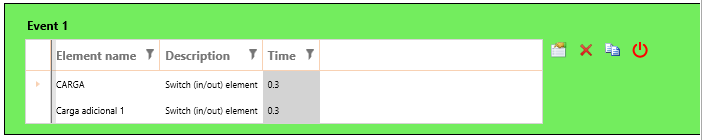 Event 1
Element name Description Time
CARGA Switch (in/out) element 0.3
Carga adicional 1 Switch (in/out) element 0.3